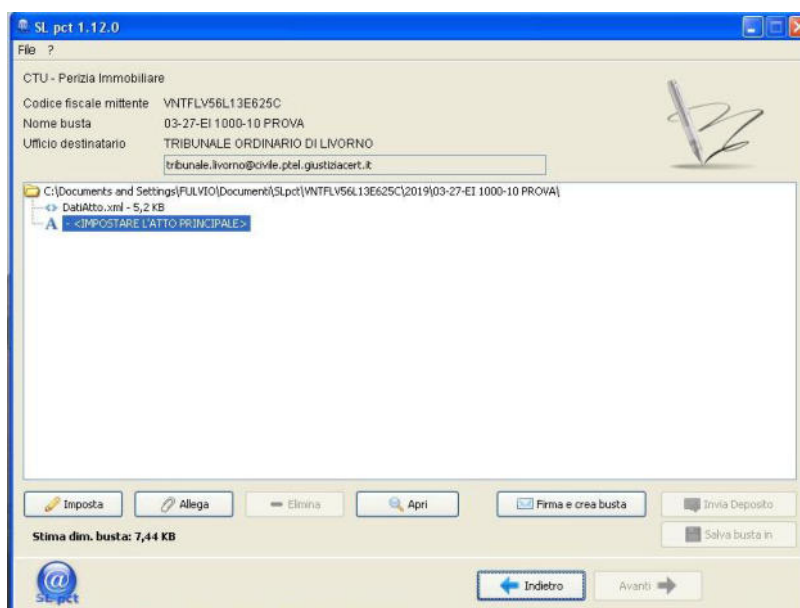 SL pct 1.12.0
File ?
CTU - Perizia Immobiliare
Codice fiscale mittente VNTFLV56L13E625C
Nome busta 03-27-EI 1000-10 PROVA
Ufficio destinatario TRIBUNALE ORDINARIO DI LIVORNO
tribunale.livorno@civile.ptel.giustiziacert.it
C:\Documents and Settings\FULVIO\Documenti\SLpct\VNTFLV56L13E625C\2019\03-27-EI 1000-10 PROVA\
DatiAtto.xml - 5,2 KB
A - <IMPOSTARE L'ATTO PRINCIPALE>
Imposta Allega Elimina Apri Firma e crea busta Invia Deposito
Stima dim. busta: 7,44 KB Salva busta in
@ SL pct Indietro Avanti